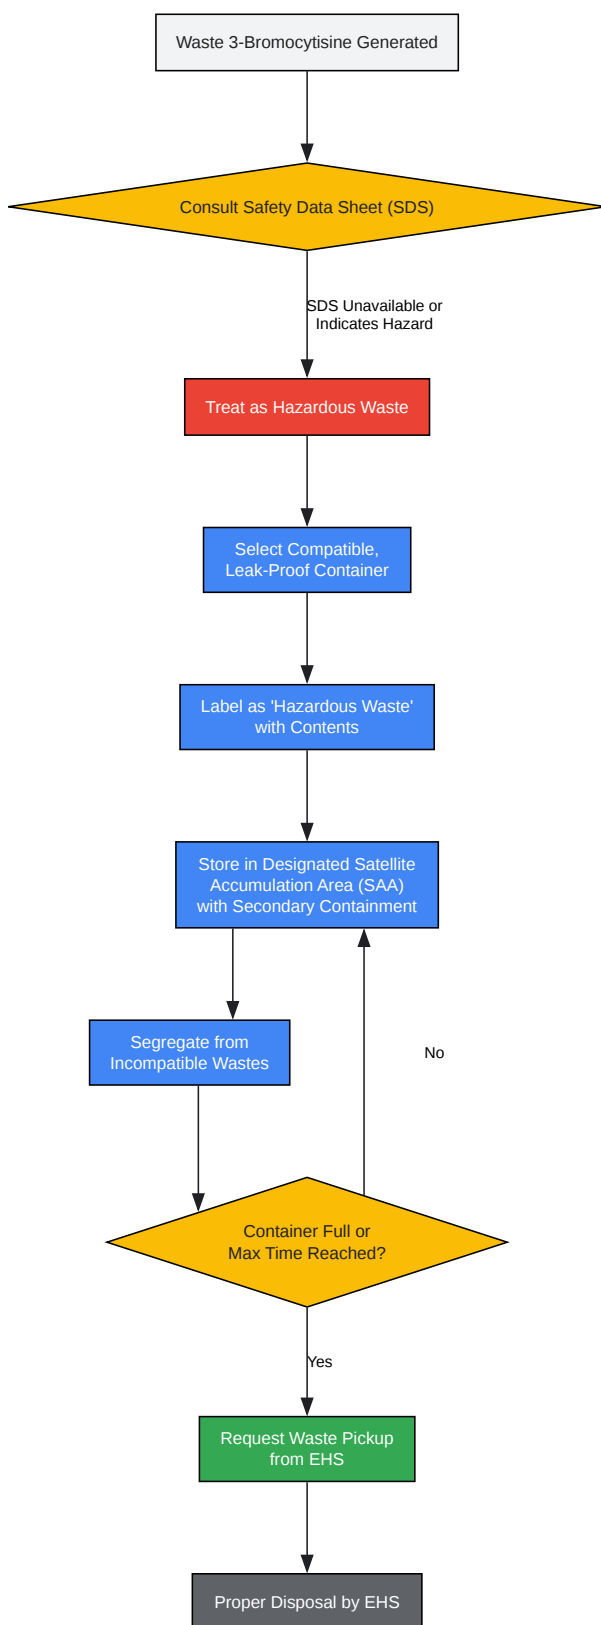 Waste 3-Bromocytisine Generated
Consult Safety Data Sheet (SDS)
SDS Unavailable or
Indicates Hazard
Treat as Hazardous Waste
Select Compatible,
Leak-Proof Container
Label as 'Hazardous Waste'
with Contents
Store in Designated Satellite
Accumulation Area (SAA)
with Secondary Containment
Segregate from
Incompatible Wastes
No
Container Full or
Max Time Reached?
Yes
Request Waste Pickup
from EHS
Proper Disposal by EHS